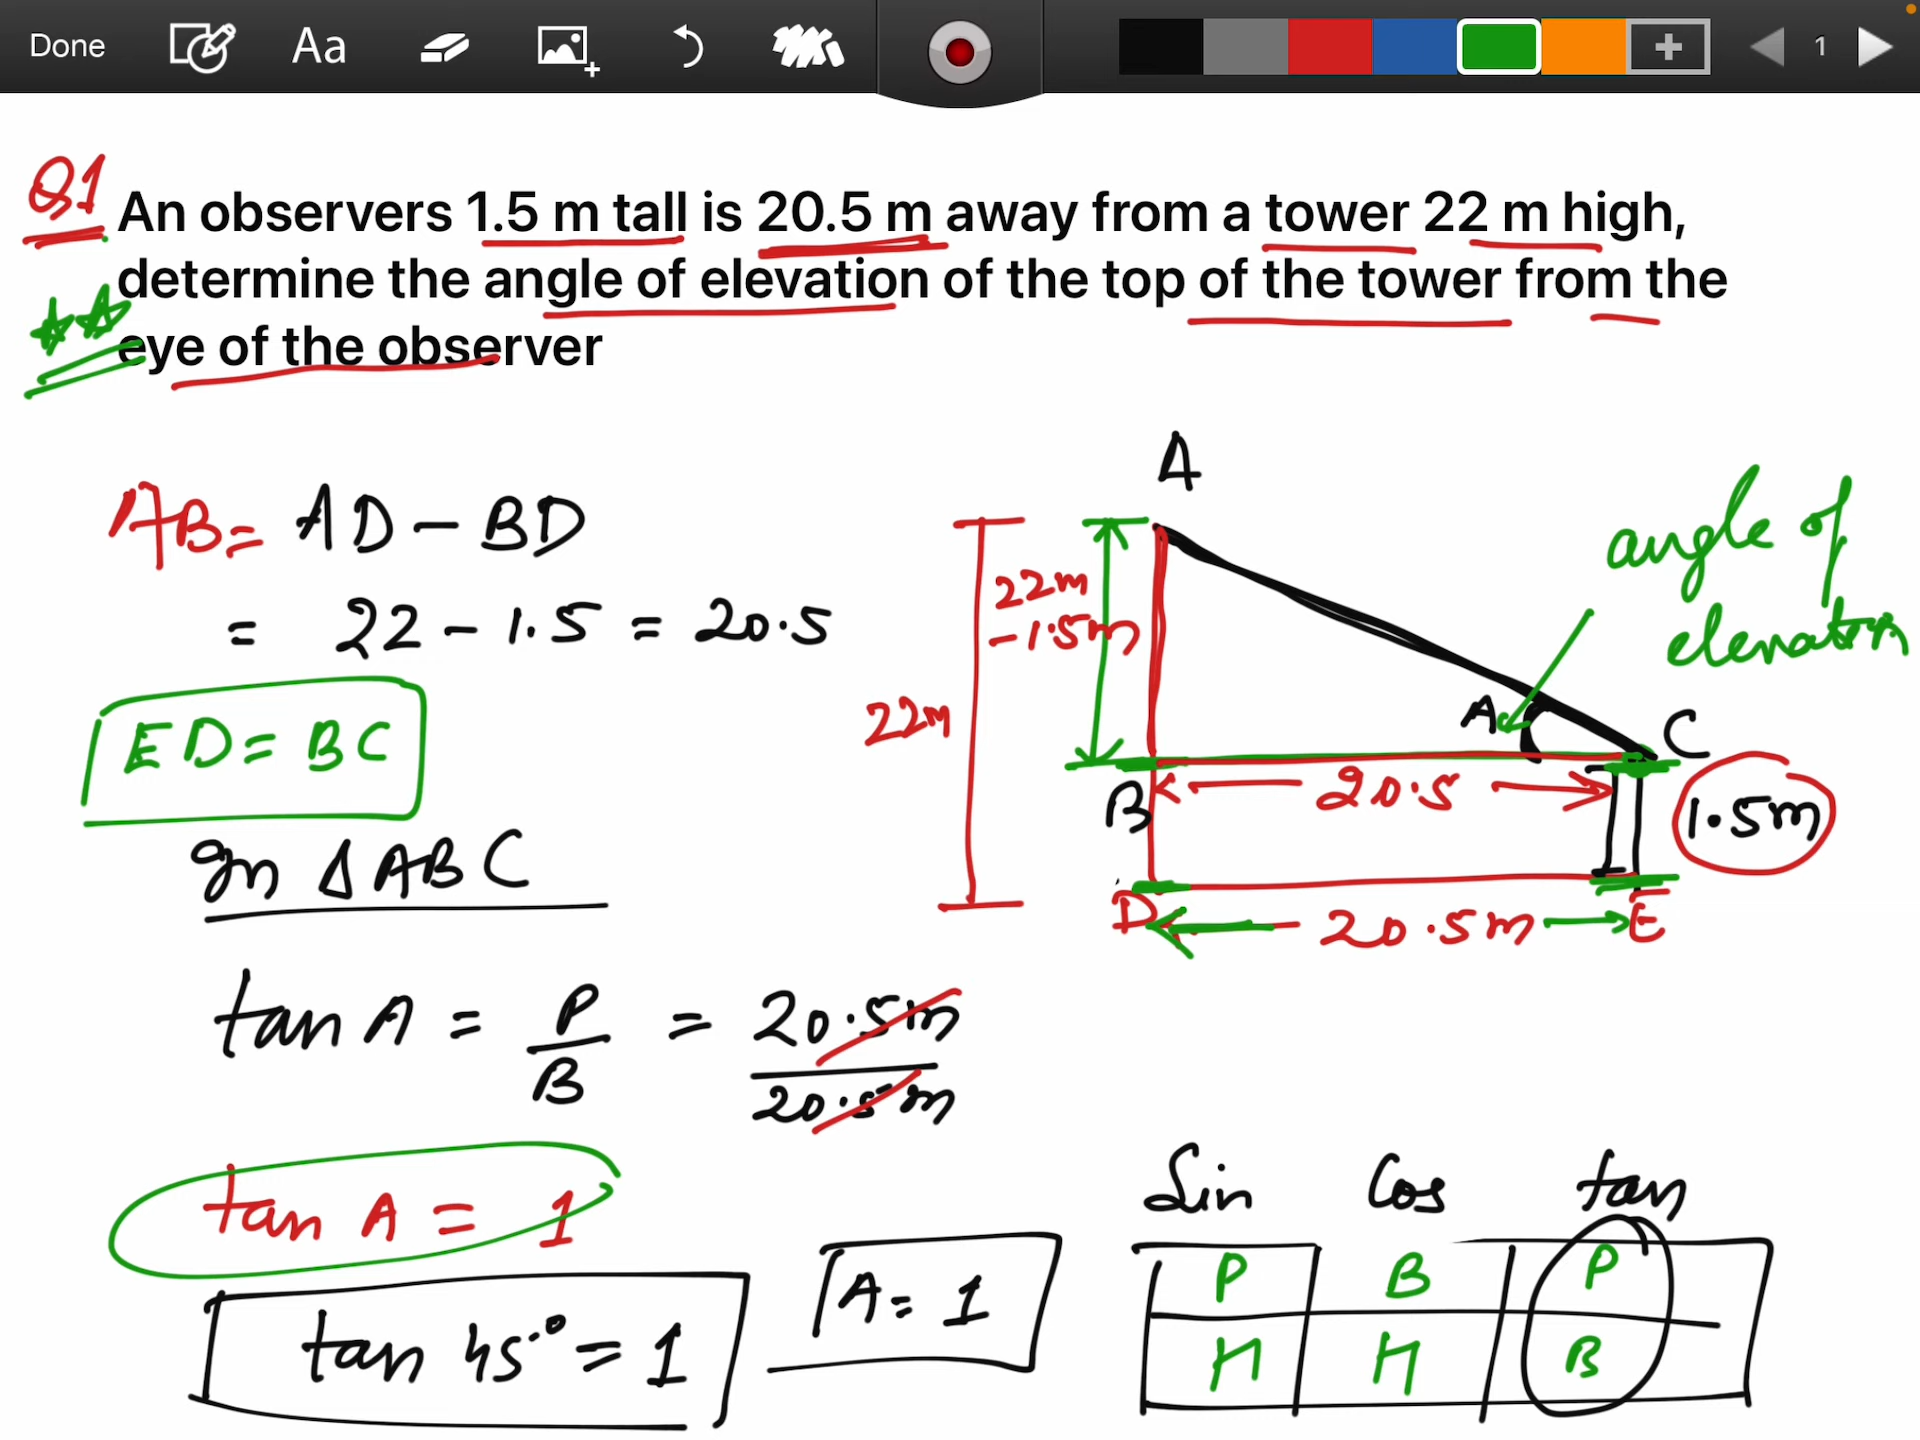 Done Aa 1
Q1 An observers 1.5 m tall is 20.5 m away from a tower 22 m high,
determine the angle of elevation of the top of the tower from the
eye of the observer
AB = AD - BD
= 22 - 1.5 = 20.5
ED = BC
In Δ ABC
tan A = P/B = 20.5m/20.5m
tan A = 1
tan 45° = 1
A = 1
A
angle of
elevation
22m
-1.5m
22m
A
C
B
20.5
1.5m
D
20.5m
E
Sin Cos tan
P B P
H H B